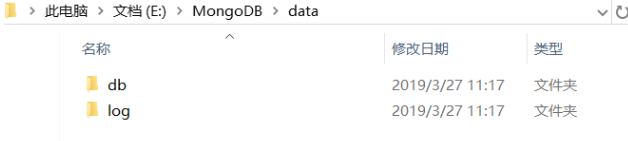 此电脑 > 文档 (E:) > MongoDB > data
名称 修改日期 类型
db 2019/3/27 11:17 文件夹
log 2019/3/27 11:17 文件夹